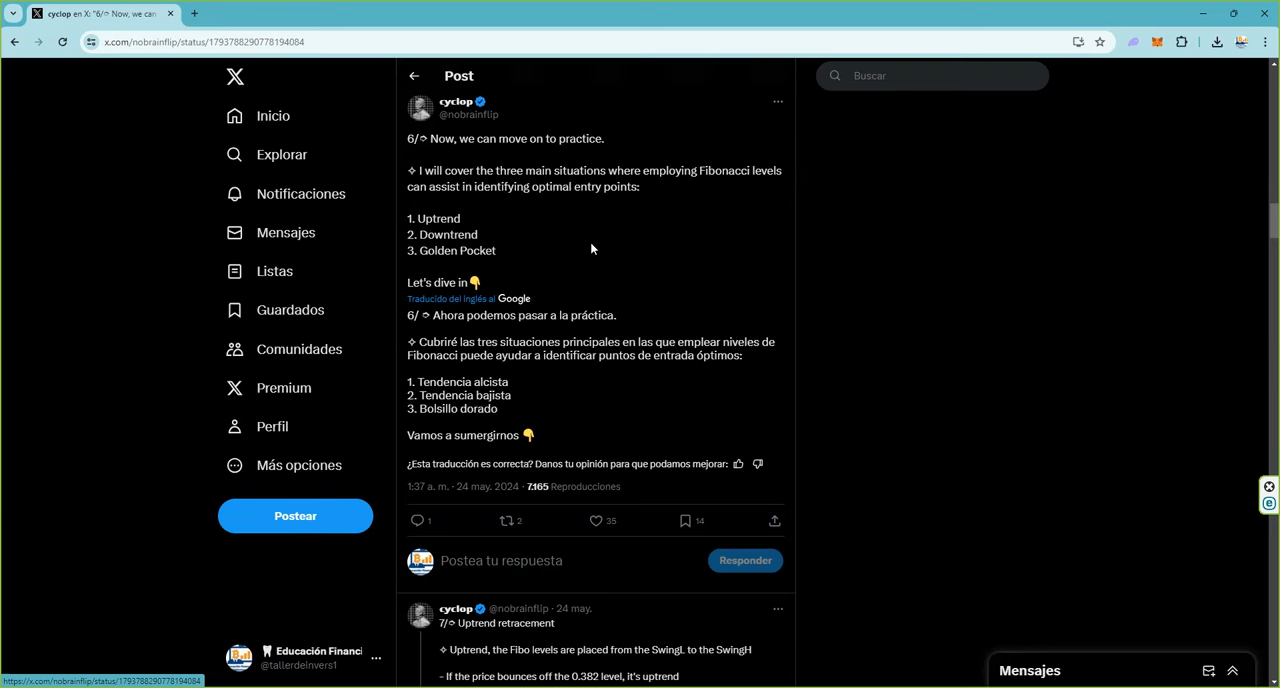 cyclop en X: "6/➮ Now, we can
x.com/nobrainflip/status/1793788290778194084
Inicio
Explorar
Notificaciones
Mensajes
Listas
Guardados
Comunidades
Premium
Perfil
Más opciones
Postear
🦷 Educación Financi
@tallerdeinvers1
https://x.com/nobrainflip/status/1793788290778194084
Post
cyclop
@nobrainflip
6/➮ Now, we can move on to practice.
✧ I will cover the three main situations where employing Fibonacci levels
can assist in identifying optimal entry points:
1. Uptrend
2. Downtrend
3. Golden Pocket
Let's dive in👇
Traducido del inglés al Google
6/ ➮ Ahora podemos pasar a la práctica.
✧ Cubriré las tres situaciones principales en las que emplear niveles de
Fibonacci puede ayudar a identificar puntos de entrada óptimos:
1. Tendencia alcista
2. Tendencia bajista
3. Bolsillo dorado
Vamos a sumergirnos 👇
¿Esta traducción es correcta? Danos tu opinión para que podamos mejorar:
1:37 a. m. · 24 may. 2024 · 7.165 Reproducciones
1 2 35 14
Postea tu respuesta
Responder
cyclop @nobrainflip · 24 may.
7/➮ Uptrend retracement
✧ Uptrend, the Fibo levels are placed from the SwingL to the SwingH
- If the price bounces off the 0.382 level, it's uptrend
Buscar
Mensajes